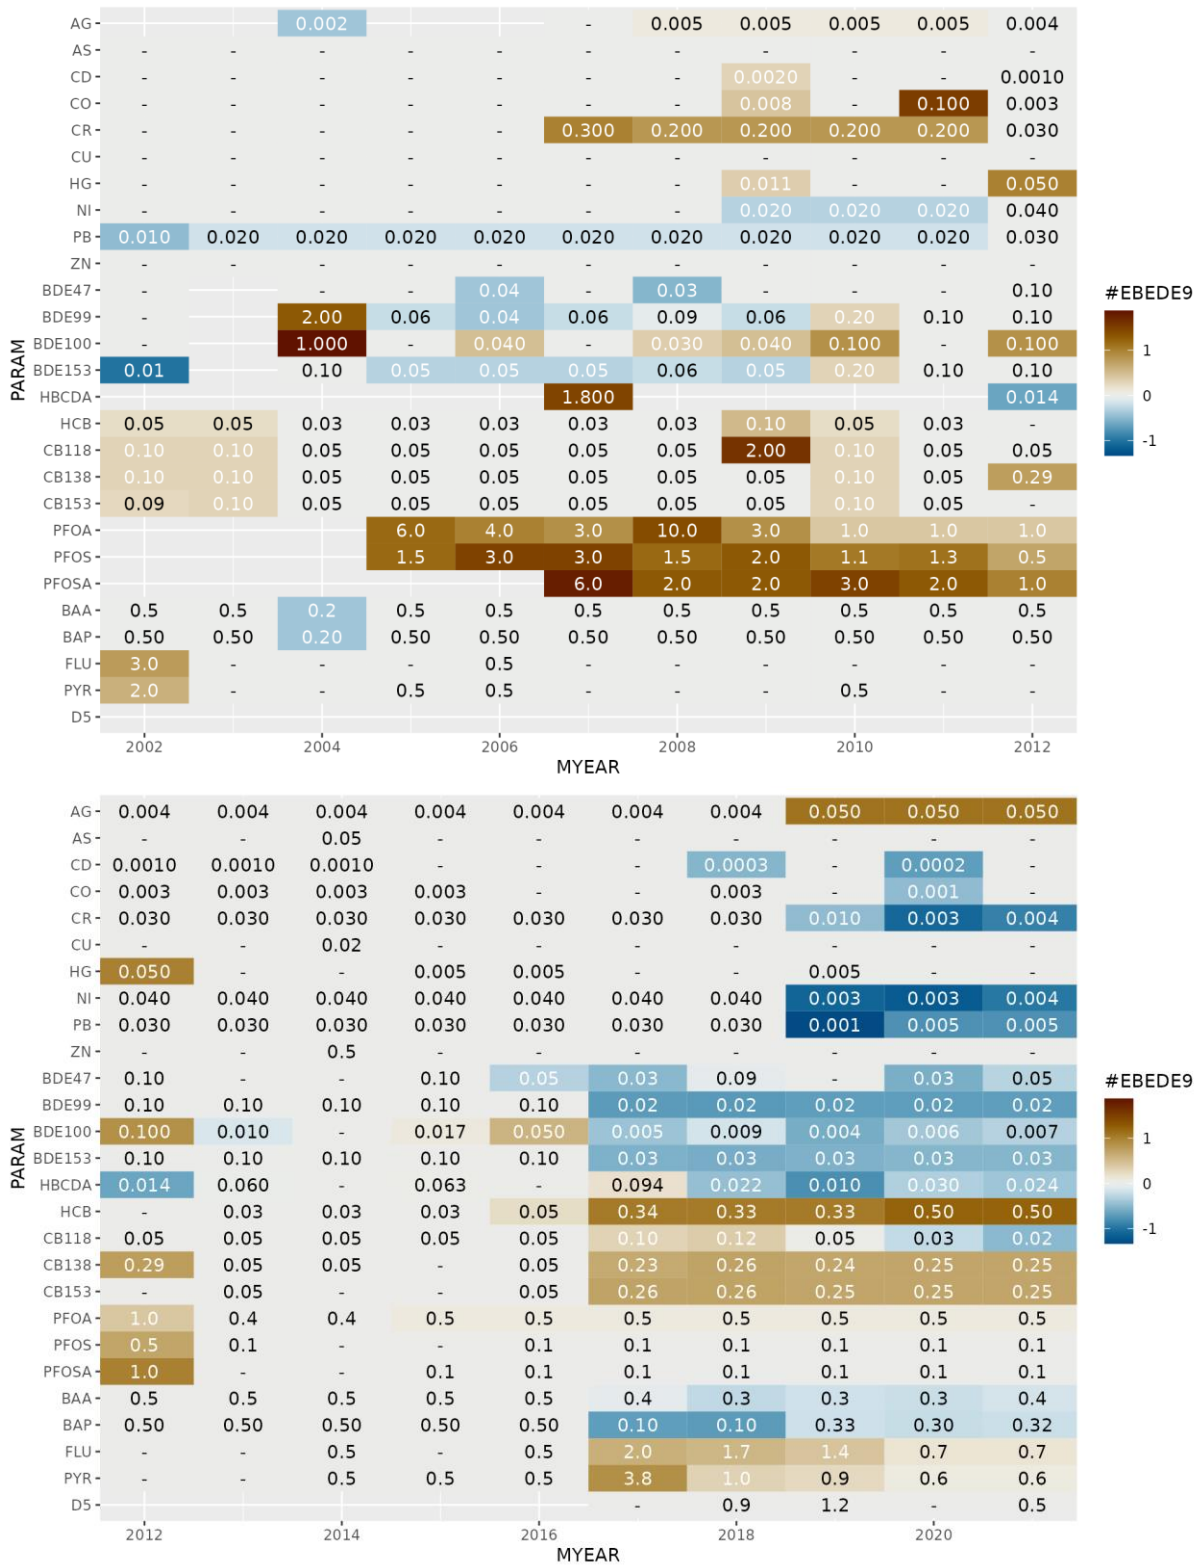 AG 0.002 - 0.005 0.005 0.005 0.005 0.004
AS - - - - - - - - - - -
CD - - - - - - - 0.0020 - - 0.0010
CO - - - - - - - 0.008 - 0.100 0.003
CR - - - - - 0.300 0.200 0.200 0.200 0.200 0.030
CU - - - - - - - - - - -
HG - - - - - - - 0.011 - - 0.050
NI - - - - - - - 0.020 0.020 0.020 0.040
PB 0.010 0.020 0.020 0.020 0.020 0.020 0.020 0.020 0.020 0.020 0.030
ZN - - - - - - - - - - -
BDE47 - - - 0.04 - 0.03 - - - 0.10
BDE99 - 2.00 0.06 0.04 0.06 0.09 0.06 0.20 0.10 0.10
BDE100 - 1.000 - 0.040 - 0.030 0.040 0.100 - 0.100
BDE153 0.01 0.10 0.05 0.05 0.05 0.06 0.05 0.20 0.10 0.10
HBCDA 1.800 0.014
HCB 0.05 0.05 0.03 0.03 0.03 0.03 0.03 0.10 0.05 0.03 -
CB118 0.10 0.10 0.05 0.05 0.05 0.05 0.05 2.00 0.10 0.05 0.05
CB138 0.10 0.10 0.05 0.05 0.05 0.05 0.05 0.05 0.10 0.05 0.29
CB153 0.09 0.10 0.05 0.05 0.05 0.05 0.05 0.05 0.10 0.05 -
PFOA 6.0 4.0 3.0 10.0 3.0 1.0 1.0 1.0
PFOS 1.5 3.0 3.0 1.5 2.0 1.1 1.3 0.5
PFOSA 6.0 2.0 2.0 3.0 2.0 1.0
BAA 0.5 0.5 0.2 0.5 0.5 0.5 0.5 0.5 0.5 0.5 0.5
BAP 0.50 0.50 0.20 0.50 0.50 0.50 0.50 0.50 0.50 0.50 0.50
FLU 3.0 - - - 0.5 - - - - - -
PYR 2.0 - - 0.5 0.5 - - - 0.5 - -
D5
PARAM
2002 2004 2006 2008 2010 2012
MYEAR
#EBEDE9
1
0
-1
AG 0.004 0.004 0.004 0.004 0.004 0.004 0.004 0.050 0.050 0.050
AS - - 0.05 - - - - - - -
CD 0.0010 0.0010 0.0010 - - - 0.0003 - 0.0002 -
CO 0.003 0.003 0.003 0.003 - - 0.003 - 0.001 -
CR 0.030 0.030 0.030 0.030 0.030 0.030 0.030 0.010 0.003 0.004
CU - - 0.02 - - - - - - -
HG 0.050 - - 0.005 0.005 - - 0.005 - -
NI 0.040 0.040 0.040 0.040 0.040 0.040 0.040 0.003 0.003 0.004
PB 0.030 0.030 0.030 0.030 0.030 0.030 0.030 0.001 0.005 0.005
ZN - - 0.5 - - - - - - -
BDE47 0.10 - - 0.10 0.05 0.03 0.09 - 0.03 0.05
BDE99 0.10 0.10 0.10 0.10 0.10 0.02 0.02 0.02 0.02 0.02
BDE100 0.100 0.010 - 0.017 0.050 0.005 0.009 0.004 0.006 0.007
BDE153 0.10 0.10 0.10 0.10 0.10 0.03 0.03 0.03 0.03 0.03
HBCDA 0.014 0.060 - 0.063 - 0.094 0.022 0.010 0.030 0.024
HCB - 0.03 0.03 0.03 0.05 0.34 0.33 0.33 0.50 0.50
CB118 0.05 0.05 0.05 0.05 0.05 0.10 0.12 0.05 0.03 0.02
CB138 0.29 0.05 0.05 - 0.05 0.23 0.26 0.24 0.25 0.25
CB153 - 0.05 - - 0.05 0.26 0.26 0.25 0.25 0.25
PFOA 1.0 0.4 0.4 0.5 0.5 0.5 0.5 0.5 0.5 0.5
PFOS 0.5 0.1 - - 0.1 0.1 0.1 0.1 0.1 0.1
PFOSA 1.0 - - 0.1 0.1 0.1 0.1 0.1 0.1 0.1
BAA 0.5 0.5 0.5 0.5 0.5 0.4 0.3 0.3 0.3 0.4
BAP 0.50 0.50 0.50 0.50 0.50 0.10 0.10 0.33 0.30 0.32
FLU - - 0.5 - 0.5 2.0 1.7 1.4 0.7 0.7
PYR - - 0.5 0.5 0.5 3.8 1.0 0.9 0.6 0.6
D5 - 0.9 1.2 - 0.5
PARAM
2012 2014 2016 2018 2020
MYEAR
#EBEDE9
1
0
-1